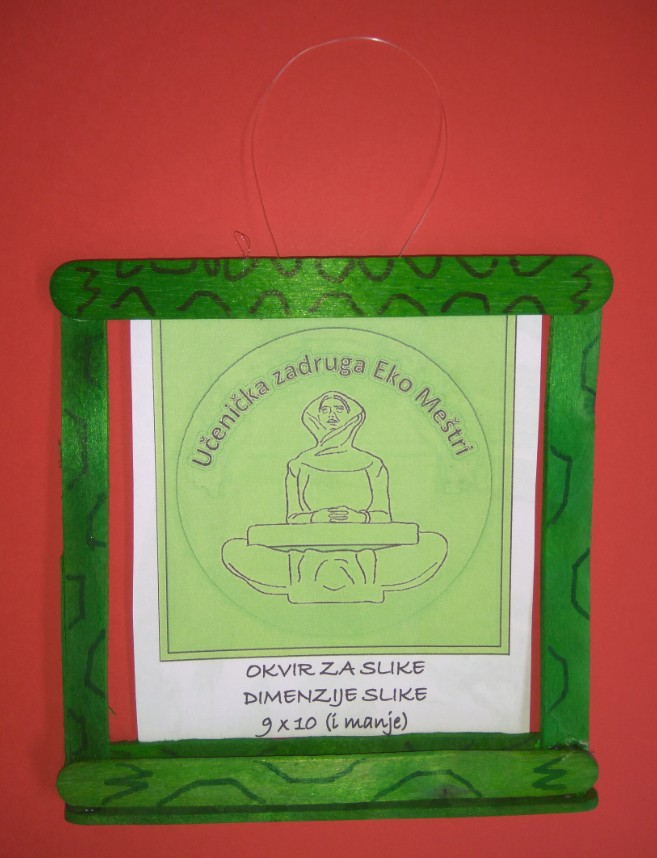 Učenička zadruga Eko Meštri
OKVIR ZA SLIKE
DIMENZIJE SLIKE
9 x 10 (i manje)